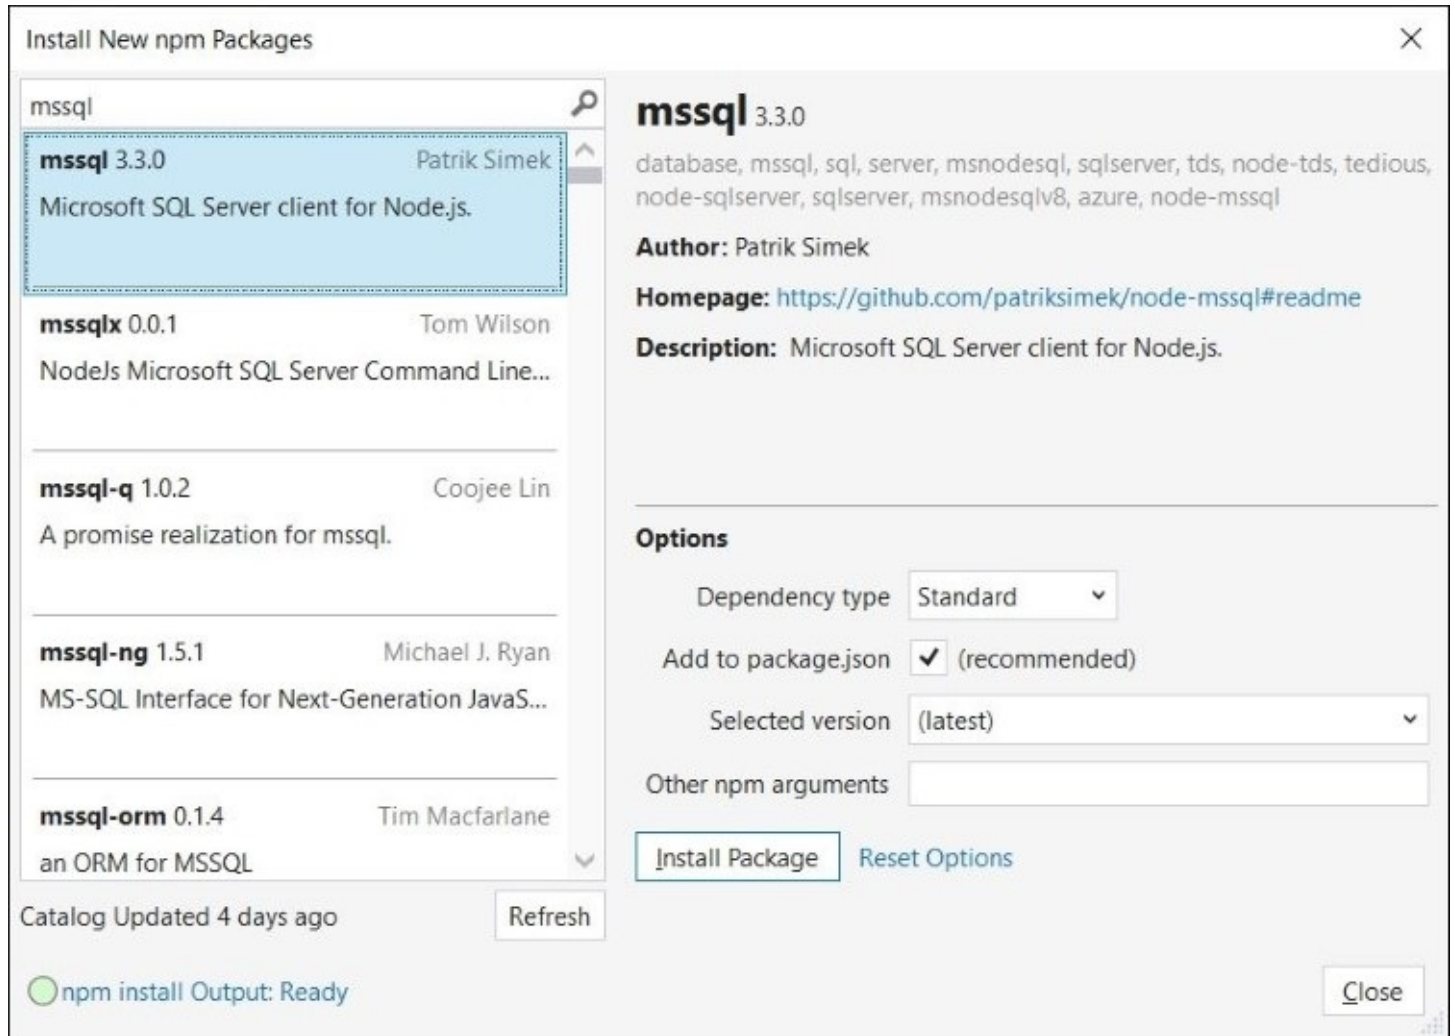 Install New npm Packages
mssql
mssql 3.3.0 Patrik Simek
Microsoft SQL Server client for Node.js.
mssqlx 0.0.1 Tom Wilson
NodeJs Microsoft SQL Server Command Line...
mssql-q 1.0.2 Coojee Lin
A promise realization for mssql.
mssql-ng 1.5.1 Michael J. Ryan
MS-SQL Interface for Next-Generation JavaS...
mssql-orm 0.1.4 Tim Macfarlane
an ORM for MSSQL
Catalog Updated 4 days ago
Refresh
npm install Output: Ready
mssql 3.3.0
database, mssql, sql, server, msnodesql, sqlserver, tds, node-tds, tedious,
node-sqlserver, sqlserver, msnodesqlv8, azure, node-mssql
Author: Patrik Simek
Homepage: https://github.com/patriksimek/node-mssql#readme
Description: Microsoft SQL Server client for Node.js.
Options
Dependency type Standard
Add to package.json (recommended)
Selected version (latest)
Other npm arguments
Install Package Reset Options
Close